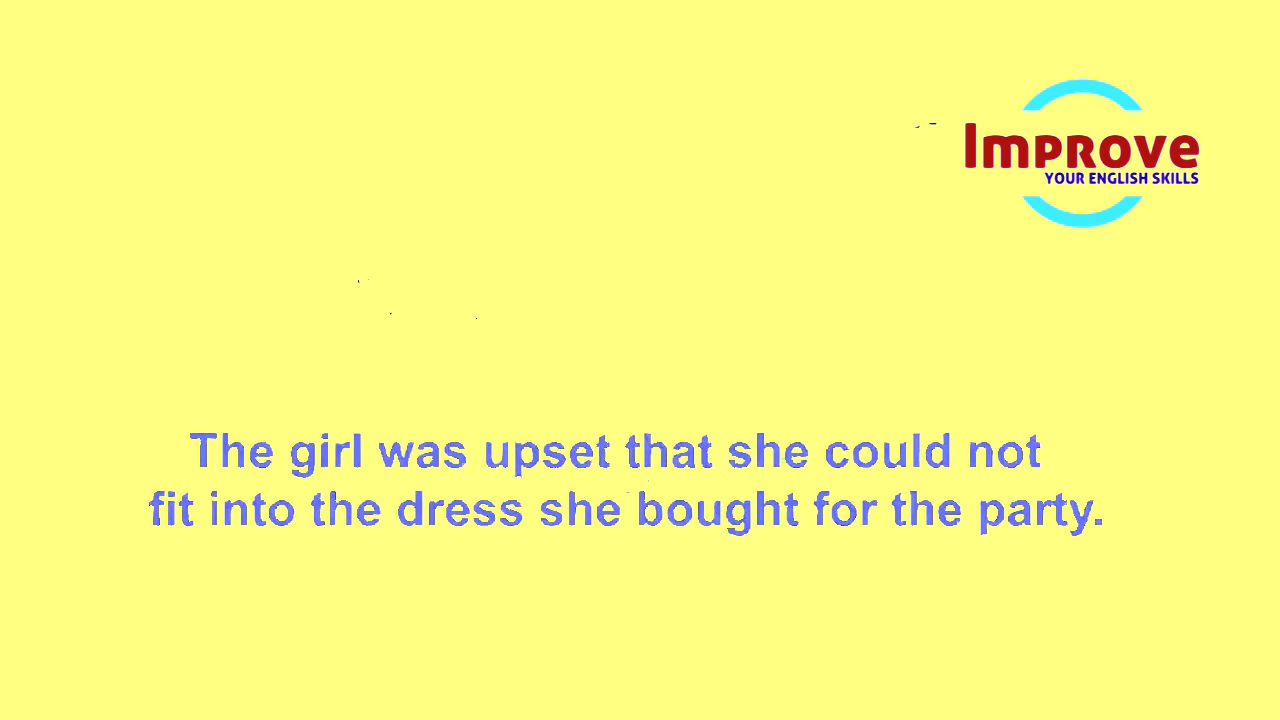 Improve
YOUR ENGLISH SKILLS
The girl was upset that she could not
fit into the dress she bought for the party.